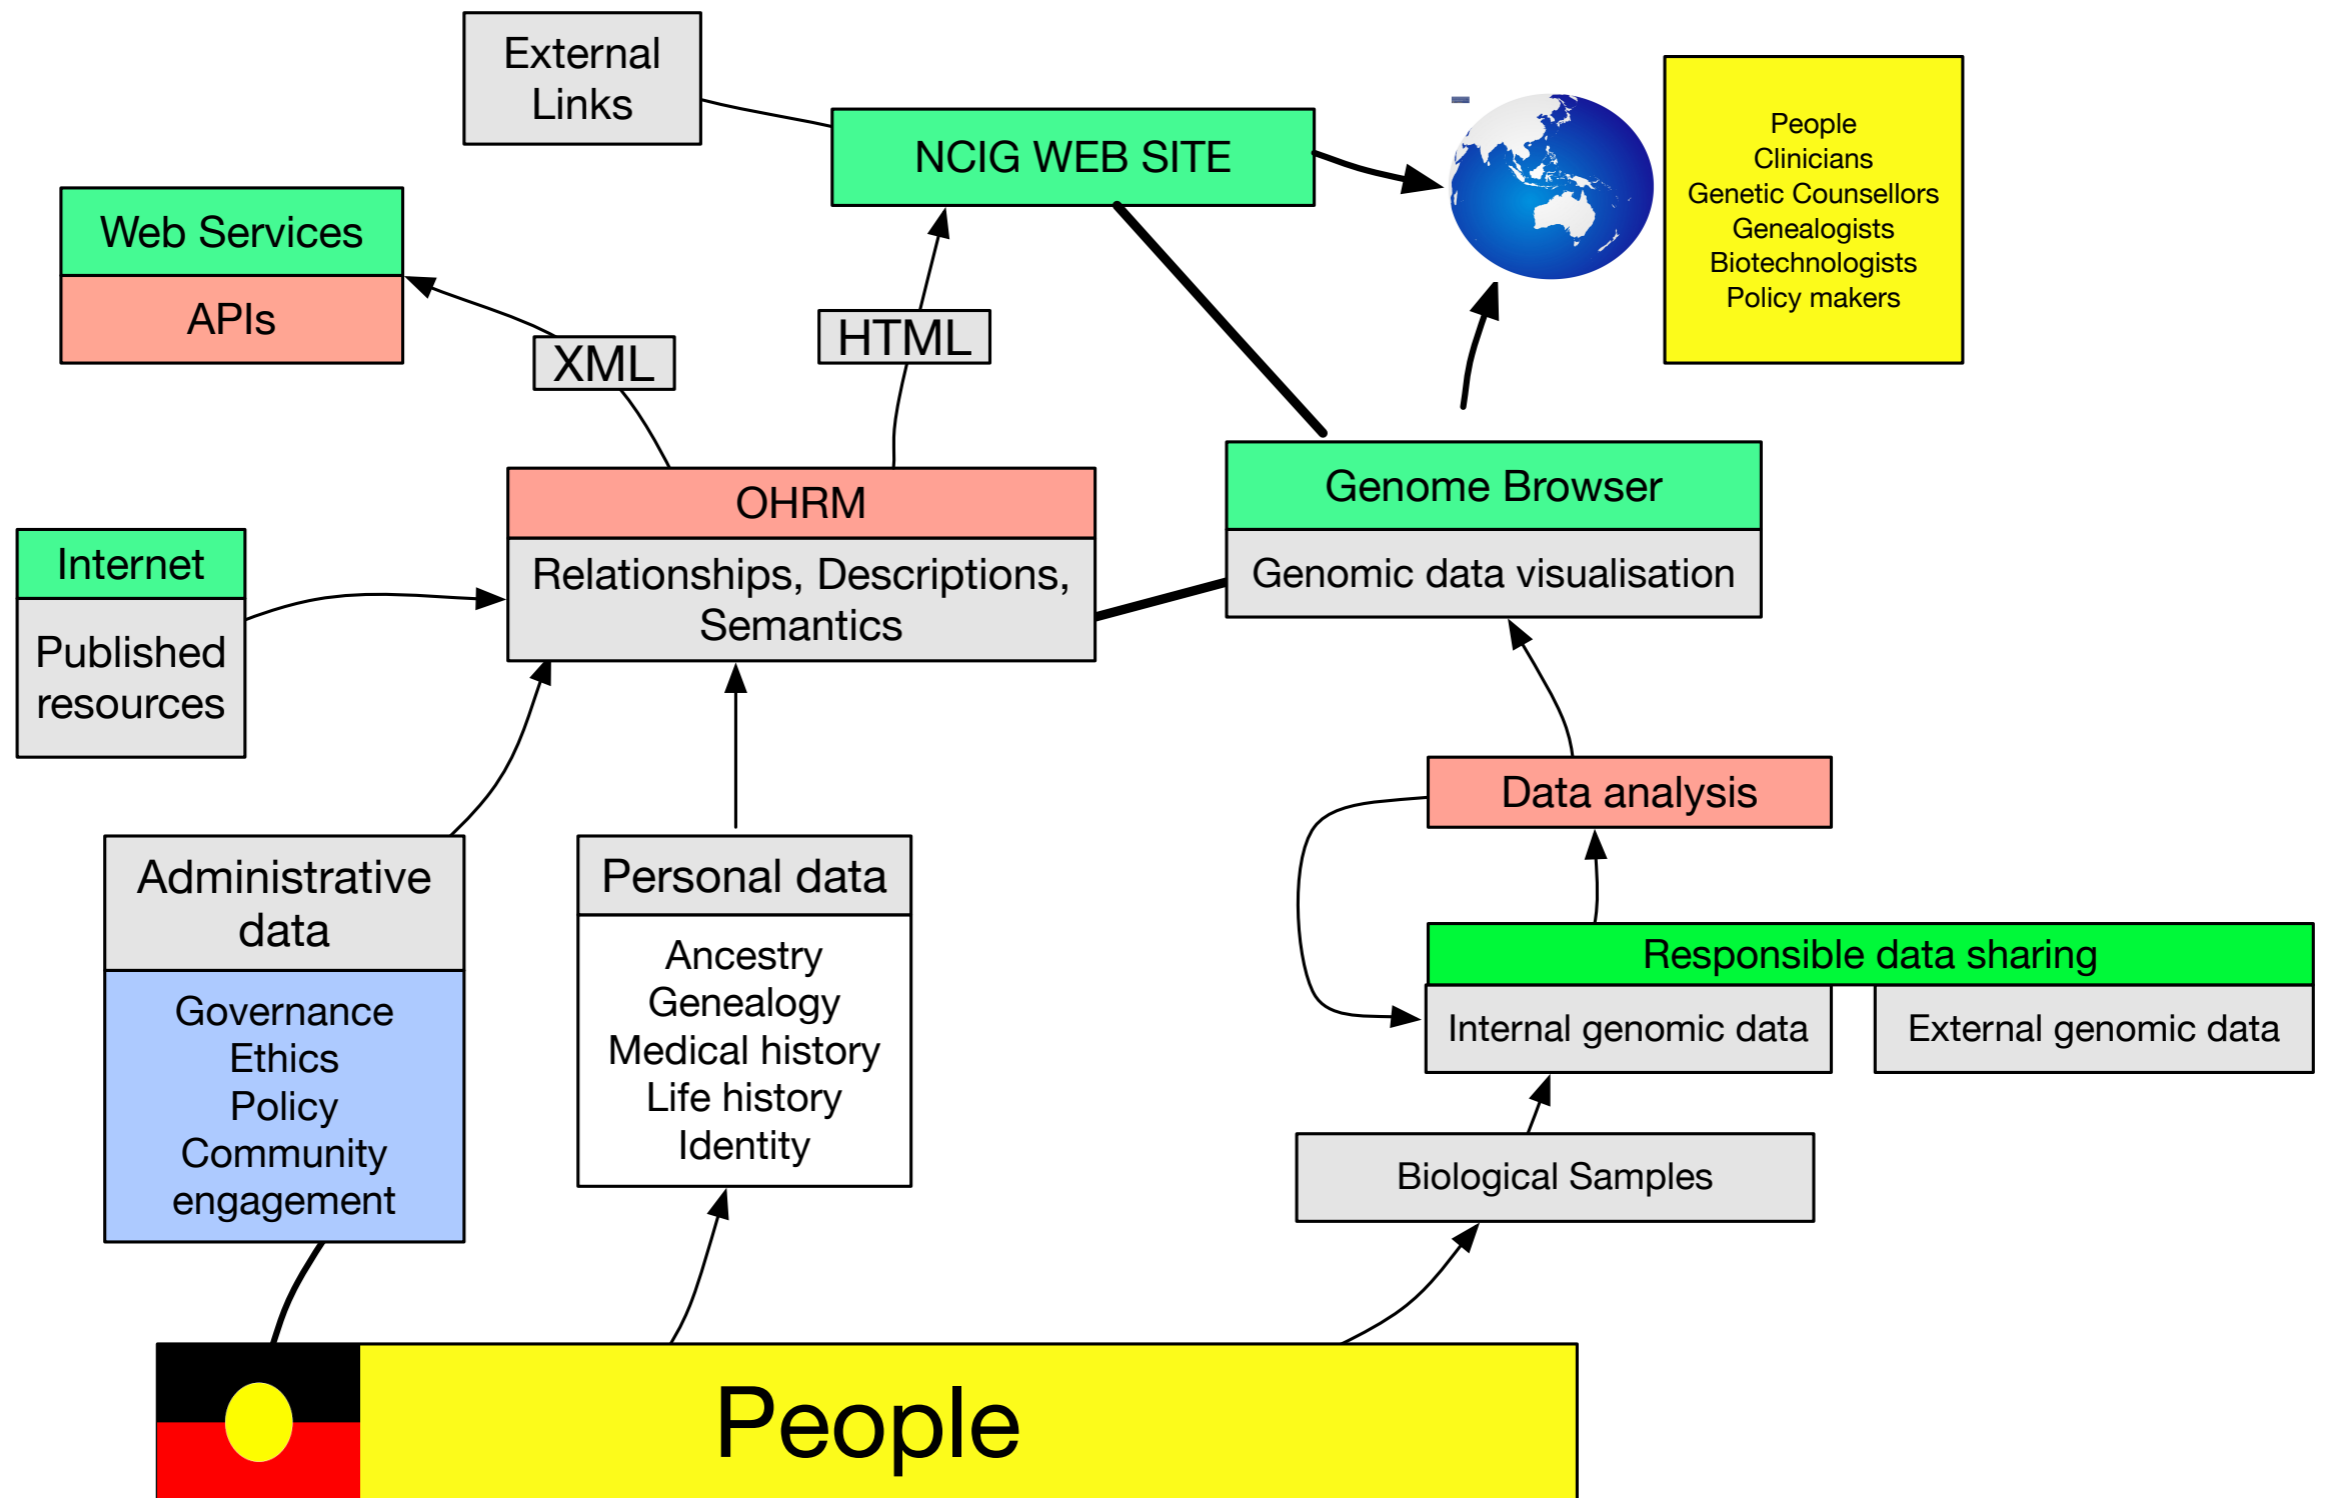 External
Links
NCIG WEB SITE
People
Clinicians
Genetic Counsellors
Genealogists
Biotechnologists
Policy makers
Web Services
APIs
XML
HTML
OHRM
Relationships, Descriptions,
Semantics
Genome Browser
Genomic data visualisation
Internet
Published
resources
Data analysis
Administrative
data
Governance
Ethics
Policy
Community
engagement
Personal data
Ancestry
Genealogy
Medical history
Life history
Identity
Responsible data sharing
Internal genomic data
External genomic data
Biological Samples
People